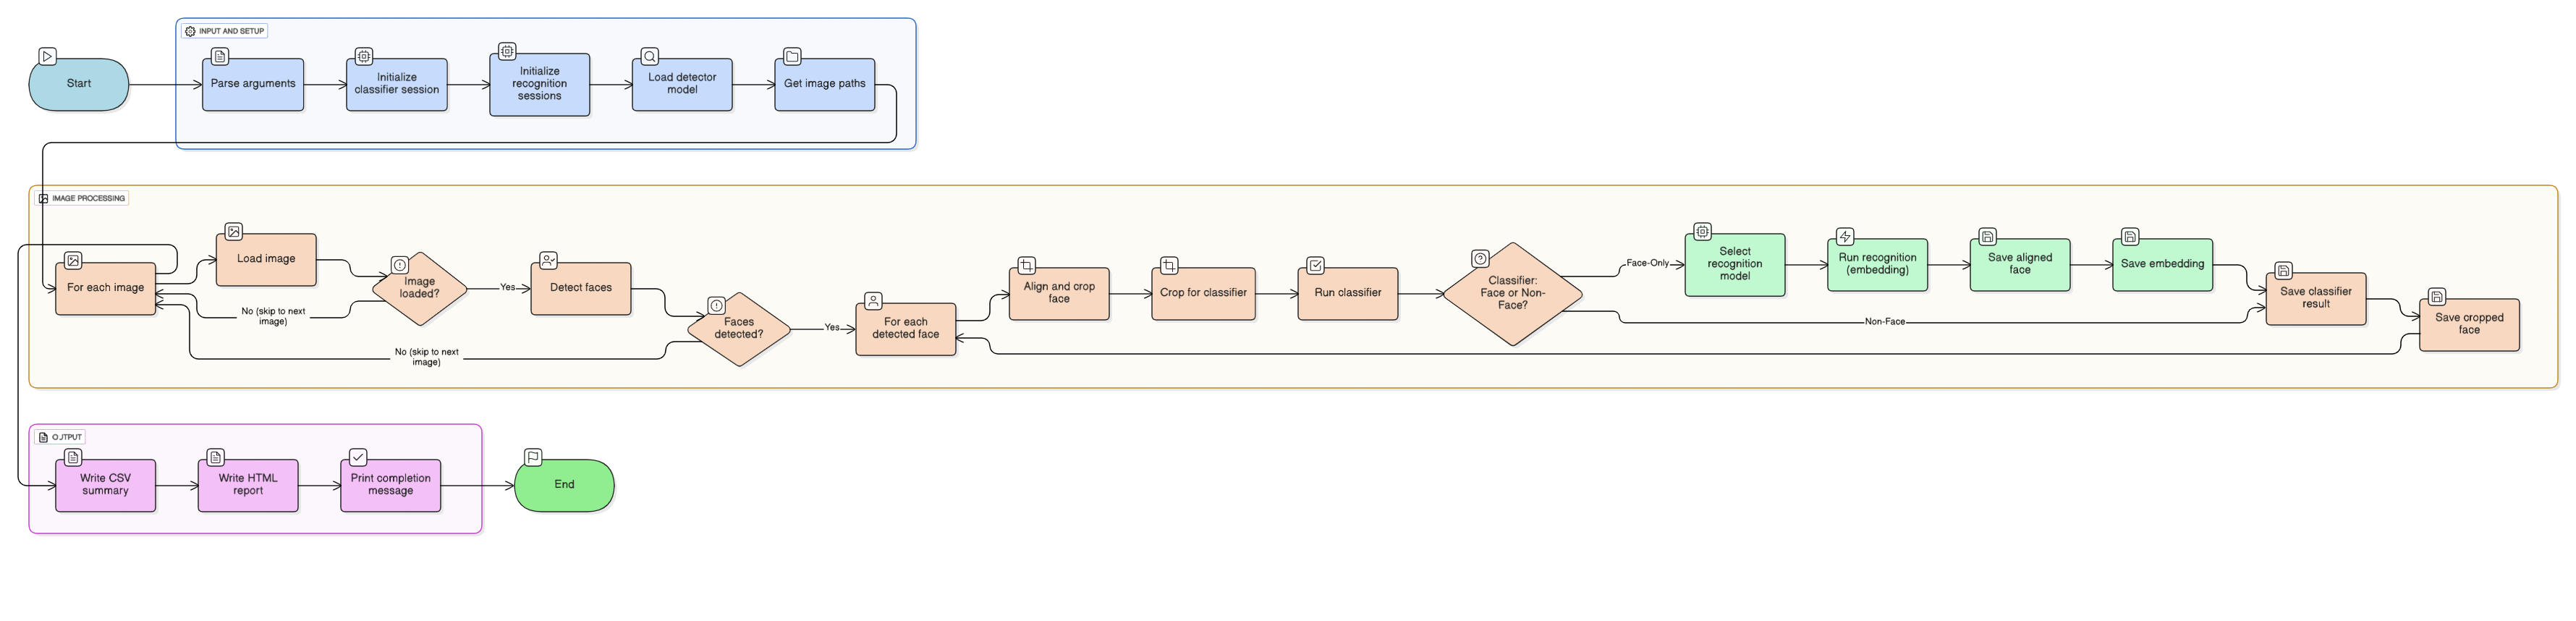 INPUT AND SETUP
Start
Parse arguments
Initialize
classifier session
Initialize
recognition
sessions
Load detector
model
Get image paths
IMAGE PROCESSING
For each image
Load image
Image
loaded?
No (skip to next
image)
Yes
Detect faces
Faces
detected?
No (skip to next
image)
Yes
For each
detected face
Align and crop
face
Crop for classifier
Run classifier
Classifier:
Face or Non-
Face?
Face-Only
Select
recognition
model
Run recognition
(embedding)
Save aligned
face
Save embedding
Non-Face
Save classifier
result
Save cropped
face
OUTPUT
Write CSV
summary
Write HTML
report
Print completion
message
End